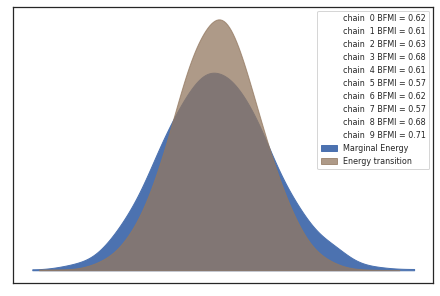 chain  0 BFMI = 0.62
chain  1 BFMI = 0.61
chain  2 BFMI = 0.63
chain  3 BFMI = 0.68
chain  4 BFMI = 0.61
chain  5 BFMI = 0.57
chain  6 BFMI = 0.62
chain  7 BFMI = 0.57
chain  8 BFMI = 0.68
chain  9 BFMI = 0.71
Marginal Energy
Energy transition